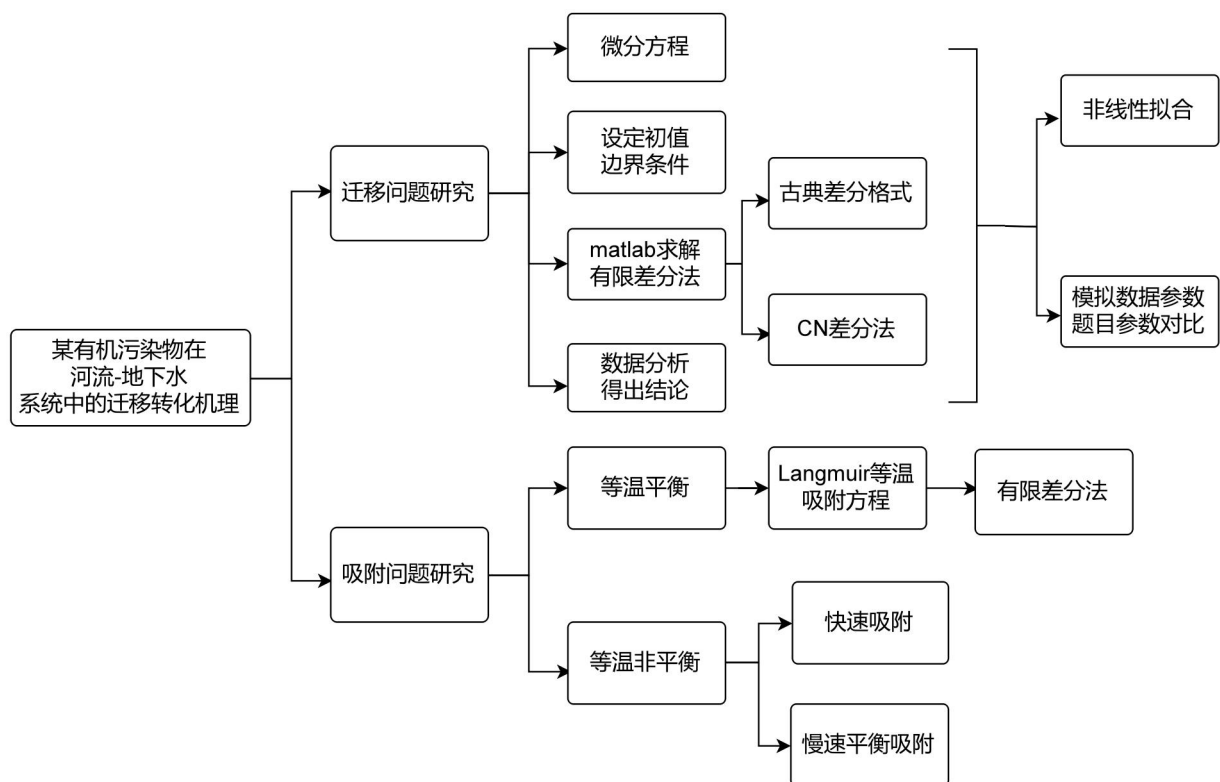 某有机污染物在
河流-地下水
系统中的迁移转化机理
迁移问题研究
微分方程
设定初值
边界条件
matlab求解
有限差分法
数据分析
得出结论
古典差分格式
CN差分法
非线性拟合
模拟数据参数
题目参数对比
吸附问题研究
等温平衡
Langmuir等温
吸附方程
有限差分法
等温非平衡
快速吸附
慢速平衡吸附